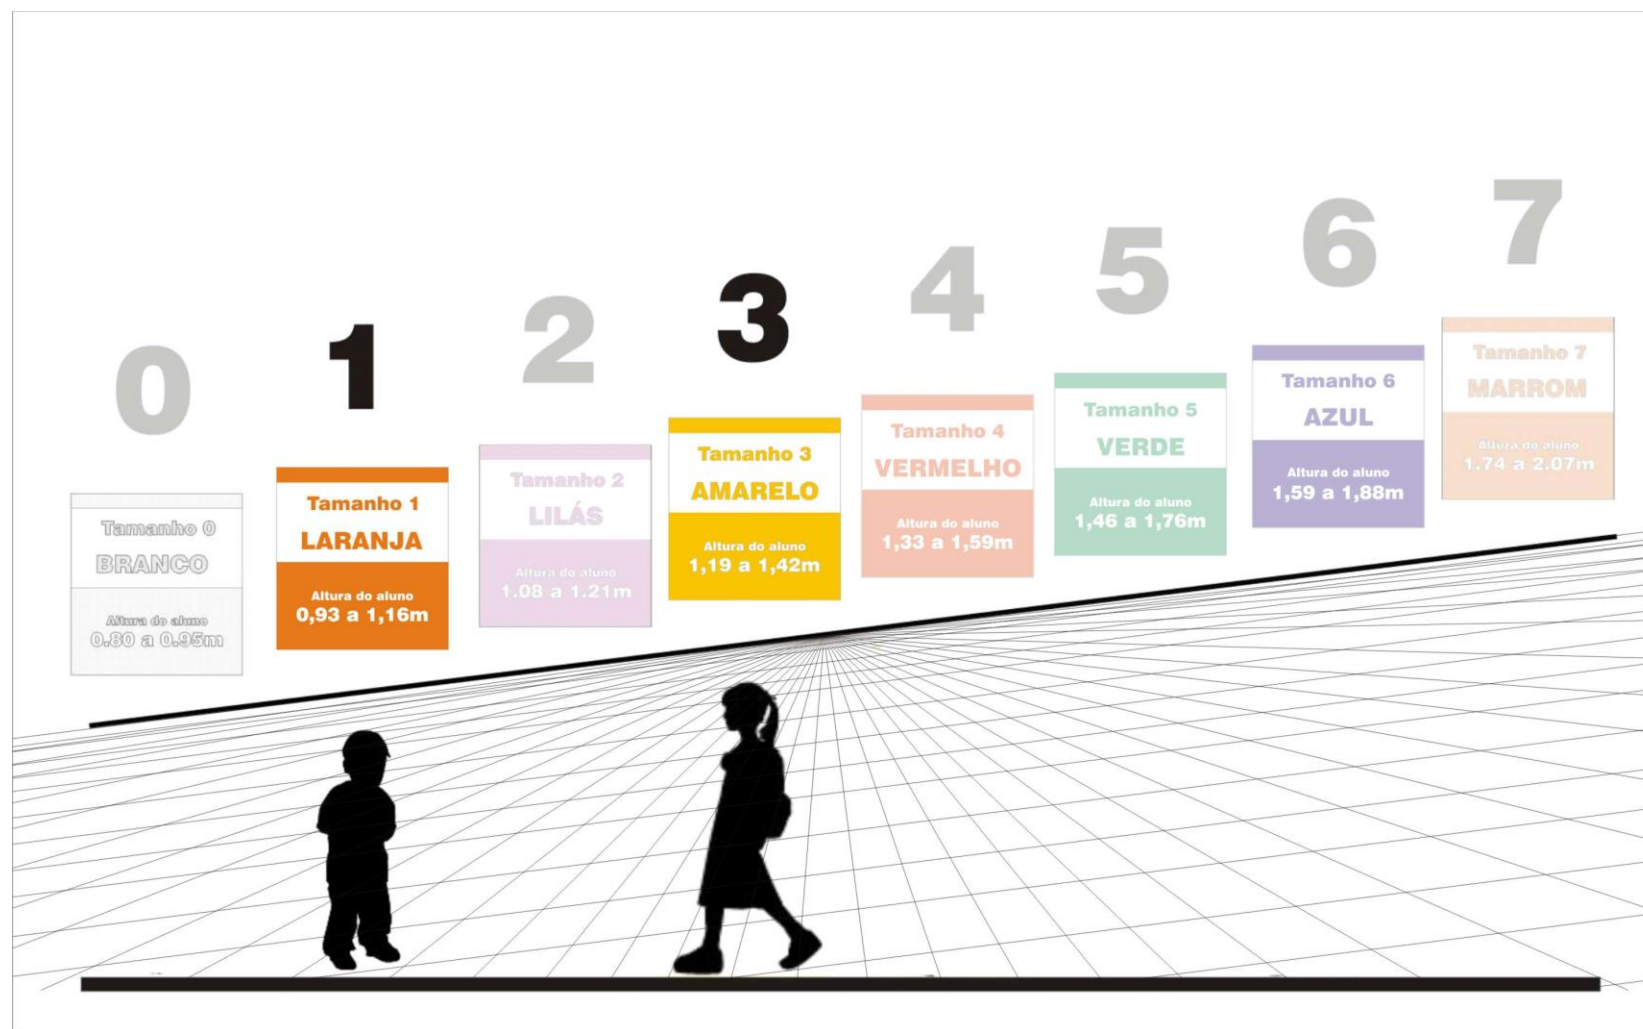 0
Tamanho 0
BRANCO
Altura do aluno
0.80 a 0.95m
1
Tamanho 1
LARANJA
Altura do aluno
0,93 a 1,16m
2
Tamanho 2
LILÁS
Altura do aluno
1.08 a 1.21m
3
Tamanho 3
AMARELO
Altura do aluno
1,19 a 1,42m
4
Tamanho 4
VERMELHO
Altura do aluno
1,33 a 1,59m
5
Tamanho 5
VERDE
Altura do aluno
1,46 a 1,76m
6
Tamanho 6
AZUL
Altura do aluno
1,59 a 1,88m
7
Tamanho 7
MARROM
Altura do aluno
1.74 a 2.07m